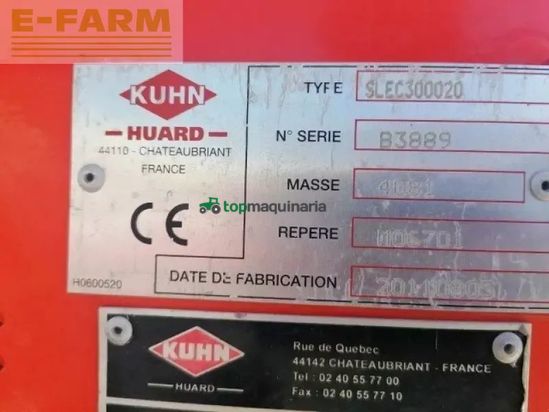 E-FARM
KUHN
HUARD
44110 - CHATEAUBRIANT
FRANCE
TYPE SLEC300020
N° SERIE B3889
MASSE
REPERE
DATE DE FABRICATION
H0600520
topmaquinaria
KUHN
HUARD
Rue de Quebec
44142 CHATEAUBRIANT - FRANCE
Tel : 02 40 55 77 00
Fax : 02 40 55 77 10